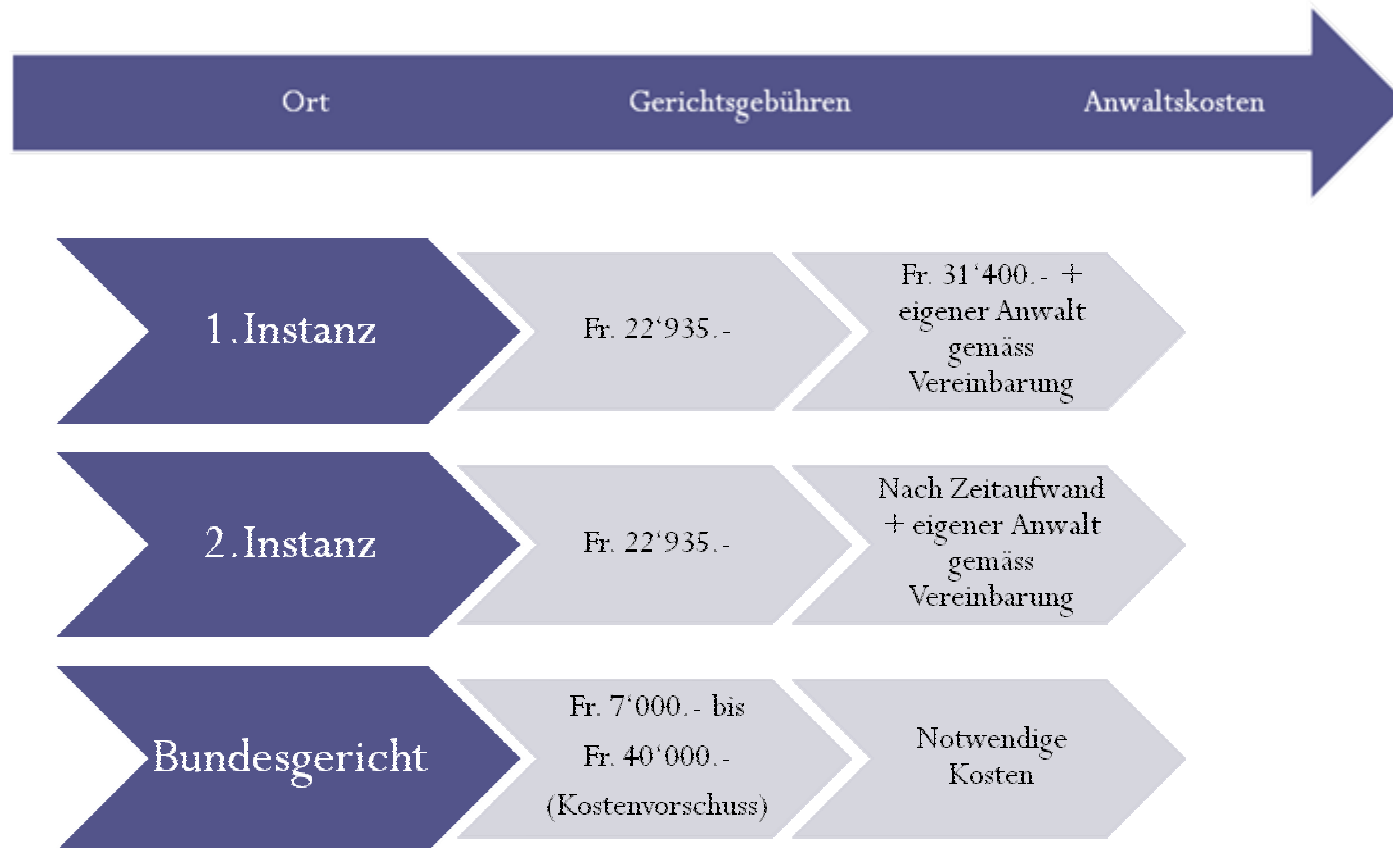 Ort Gerichtsgebühren Anwaltskosten
1.Instanz
Fr. 22‘935.-
Fr. 31‘400.- +
eigener Anwalt
gemäss
Vereinbarung
2.Instanz
Fr. 22‘935.-
Nach Zeitaufwand
+ eigener Anwalt
gemäss
Vereinbarung
Bundesgericht
Fr. 7‘000.- bis
Fr. 40‘000.-
(Kostenvorschuss)
Notwendige
Kosten